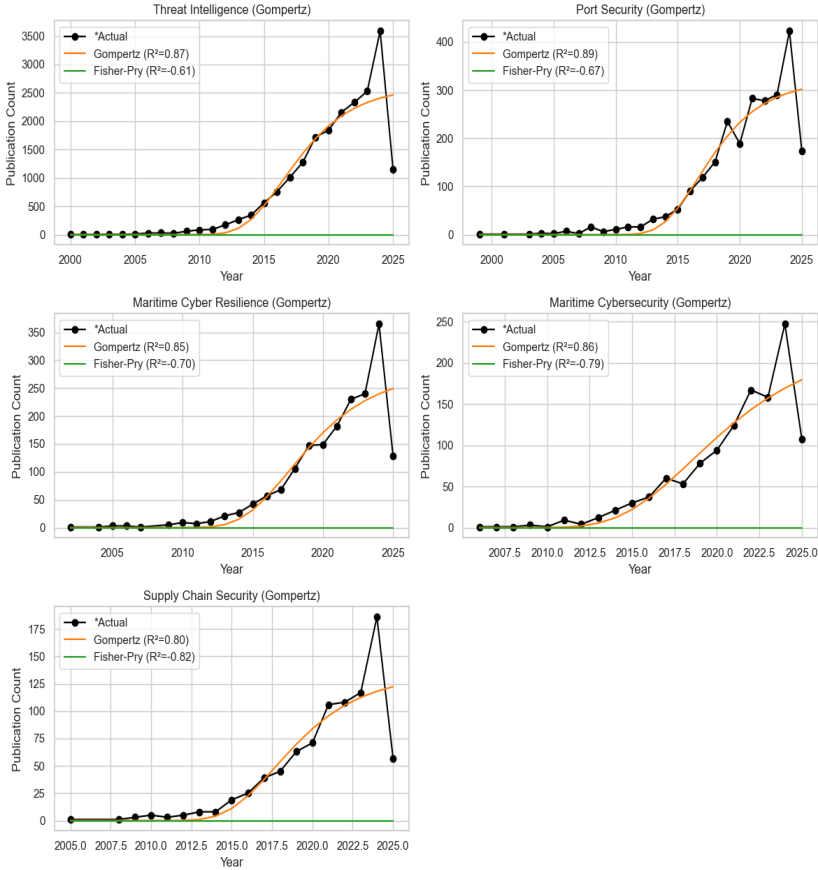 Threat Intelligence (Gompertz)
*Actual
Gompertz (R²=0.87)
Fisher-Pry (R²=-0.61)
Publication Count
3500
3000
2500
2000
1500
1000
500
0
2000
2005
2010
2015
2020
2025
Year
Port Security (Gompertz)
*Actual
Gompertz (R²=0.89)
Fisher-Pry (R²=-0.67)
Publication Count
400
300
200
100
0
2000
2005
2010
2015
2020
2025
Year
Maritime Cyber Resilience (Gompertz)
*Actual
Gompertz (R²=0.85)
Fisher-Pry (R²=-0.70)
Publication Count
350
300
250
200
150
100
50
0
2005
2010
2015
2020
2025
Year
Maritime Cybersecurity (Gompertz)
*Actual
Gompertz (R²=0.86)
Fisher-Pry (R²=-0.79)
Publication Count
250
200
150
100
50
0
2007.5
2010.0
2012.5
2015.0
2017.5
2020.0
2022.5
2025.0
Year
Supply Chain Security (Gompertz)
*Actual
Gompertz (R²=0.80)
Fisher-Pry (R²=-0.82)
Publication Count
175
150
125
100
75
50
25
0
2005.0
2007.5
2010.0
2012.5
2015.0
2017.5
2020.0
2022.5
2025.0
Year